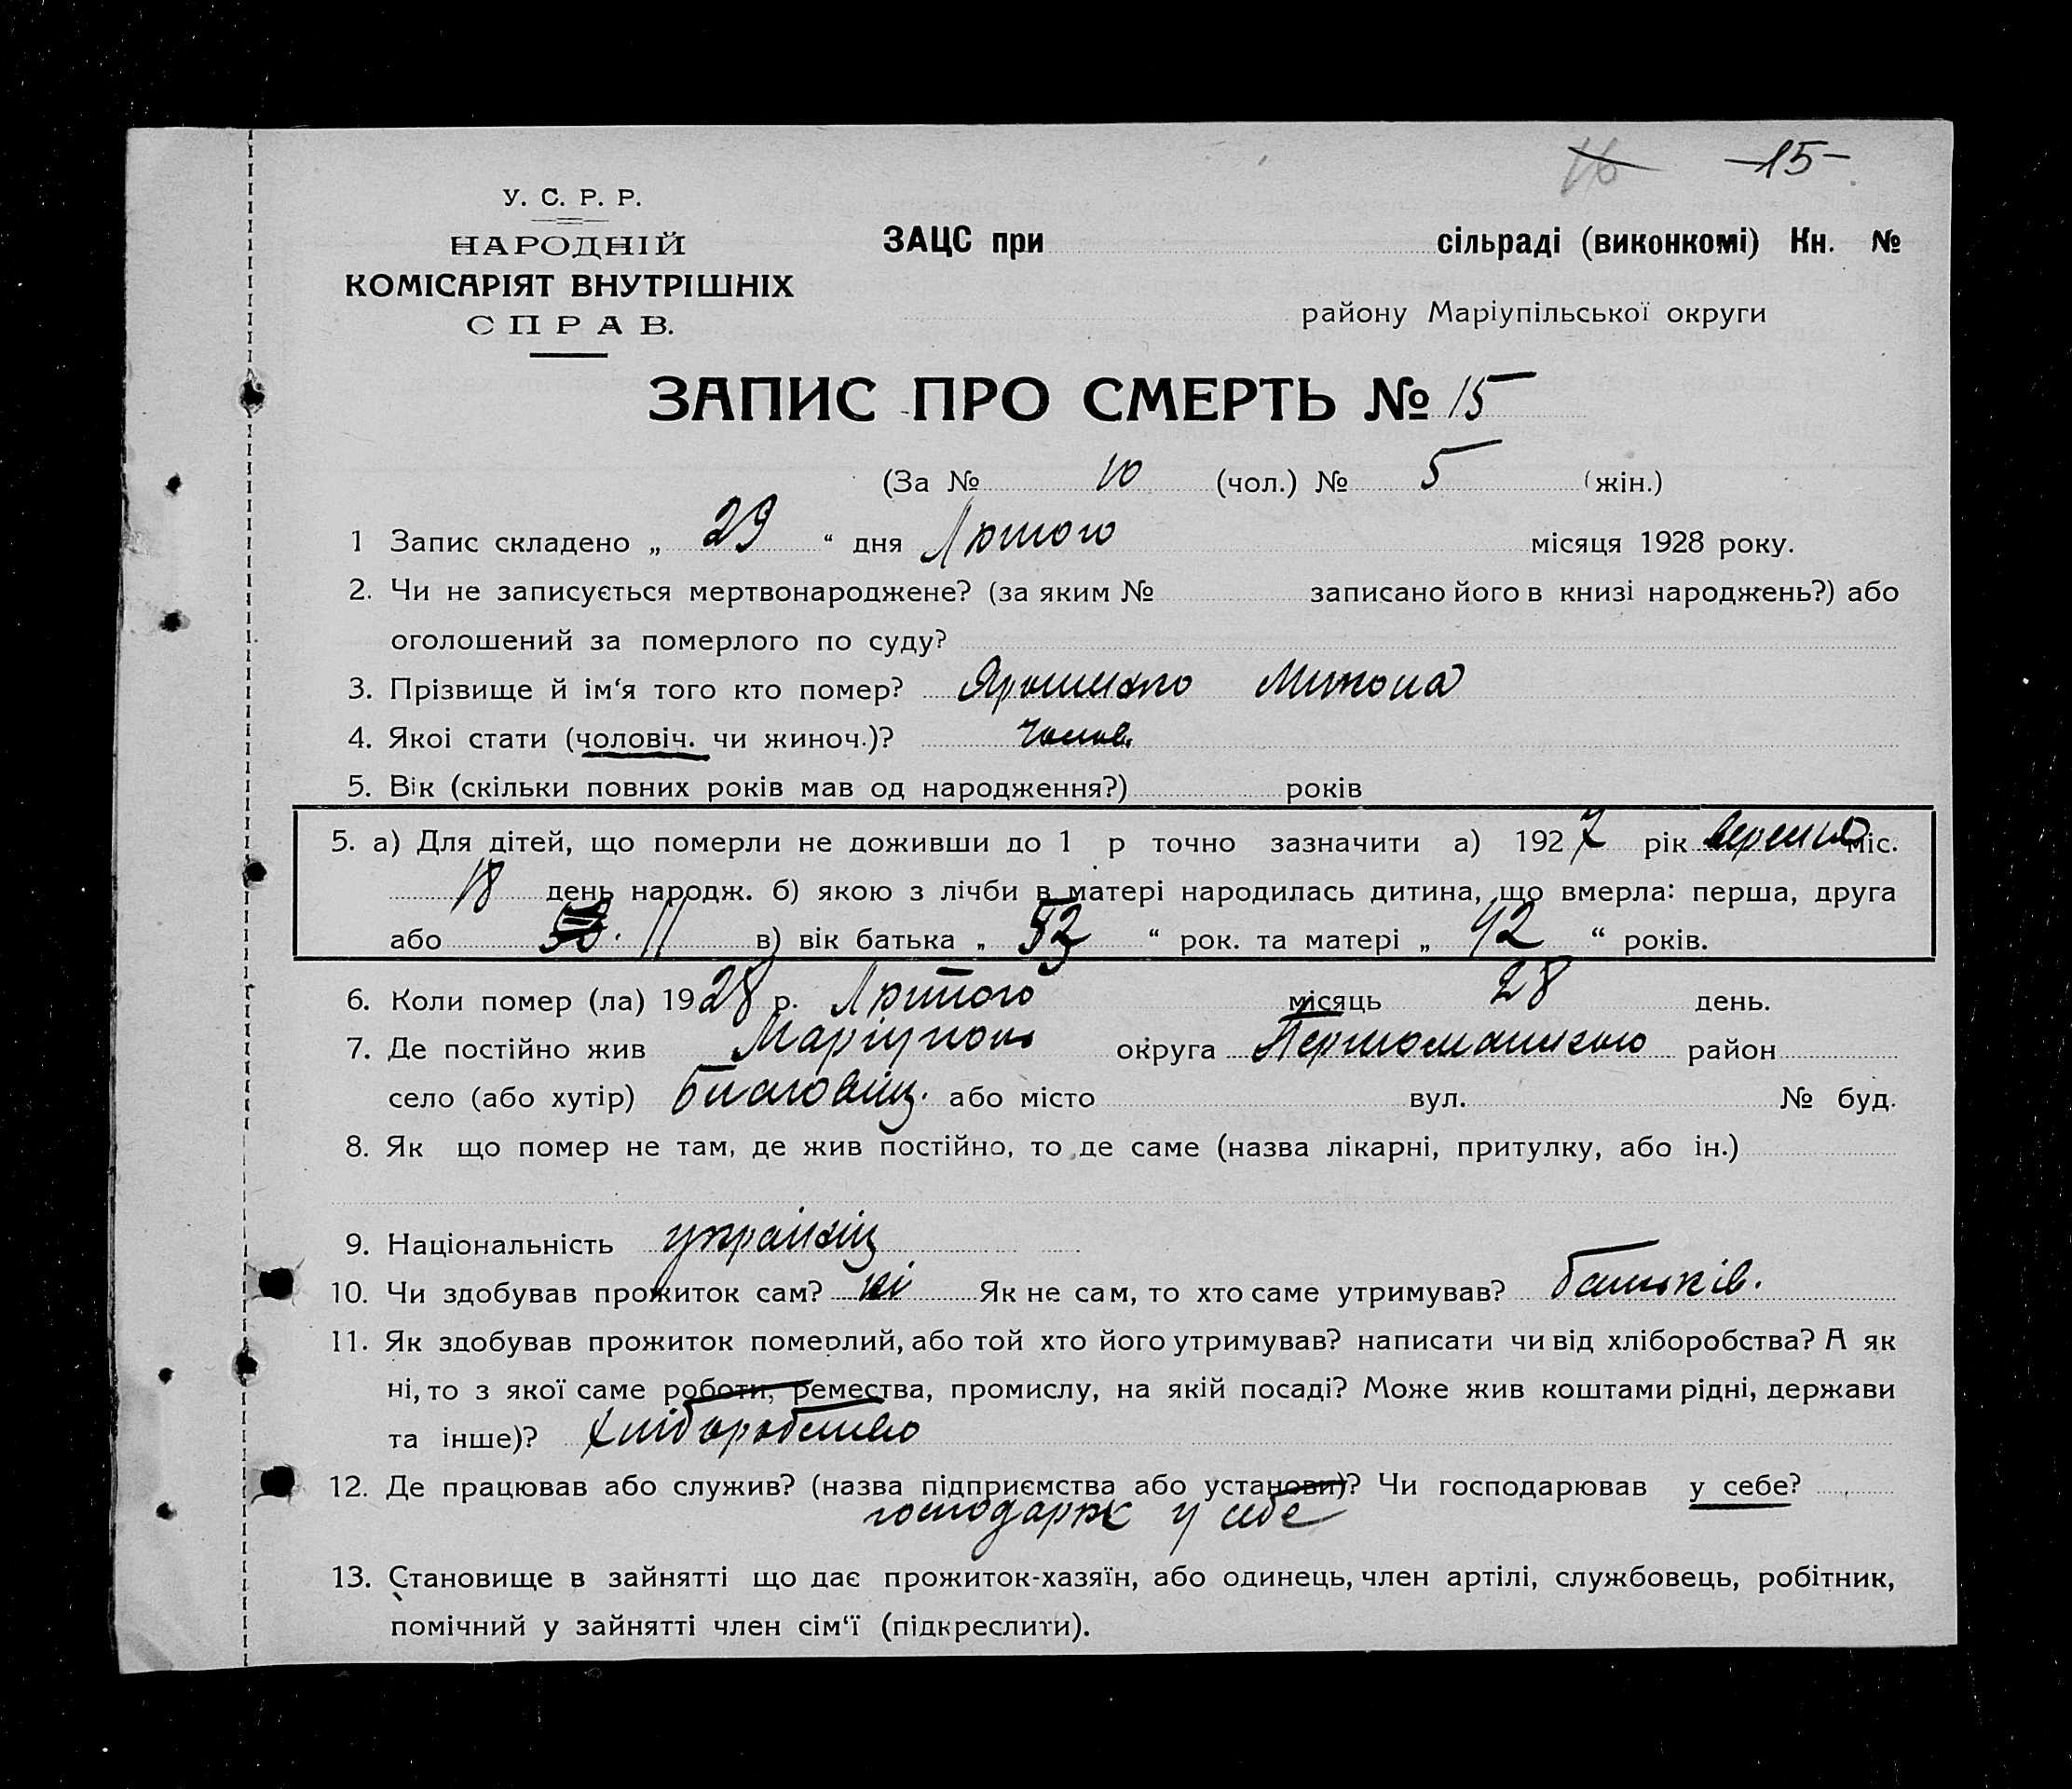 16 -15-
У. С. Р. Р.
НАРОДНІЙ
КОМІСАРІЯТ ВНУТРІШНІХ
СПРАВ.
ЗАЦС при сільраді (виконкомі) Кн. №
району Маріупільської округи
ЗАПИС ПРО СМЕРТЬ № 15
(За № 10 (чол.) № 5 (жін.)
1 Запис складено „ 29 “ дня Лютого місяця 1928 року.
2. Чи не записується мертвонароджене? (за яким № записано його в книзі народжень?) або
оголошений за померлого по суду?
3. Прізвище й ім‘я того кто помер?
4. Якоі стати (чоловіч. чи жиноч.)? чолов.
5. Вік (скільки повних років мав од народження?) років
5. а) Для дітей, що померли не доживши до 1 р точно зазначити а) 1927 рік вересня міс.
18 день народж. б) якою з лічби в матері народилась дитина, що вмерла: перша, друга
або 11 в) вік батька „ 52 “ рок. та матері „ 42 “ років.
6. Коли помер (ла) 1928 р. Лютого місяць 28 день.
7. Де постійно жив Маріупол округа район
село (або хутір) Благовіщ. або місто вул. № буд.
8. Як що помер не там, де жив постійно, то де саме (назва лікарні, притулку, або ін.)
9. Національність українець
10. Чи здобував прожиток сам? ні Як не сам, то хто саме утримував? батьків.
11. Як здобував прожиток померлий, або той хто його утримував? написати чи від хліборобства? А як
ні, то з якої саме роботи, ремества, промислу, на якій посаді? Може жив коштами рідні, держави
та інше)? хліборобство
12. Де працював або служив? (назва підприємства або установи)? Чи господарював у себе?
господарює у себе
13. Становище в зайнятті що дає прожиток-хазяїн, або одинець, член артілі, службовець, робітник,
помічний у зайнятті член сім‘ї (підкреслити).